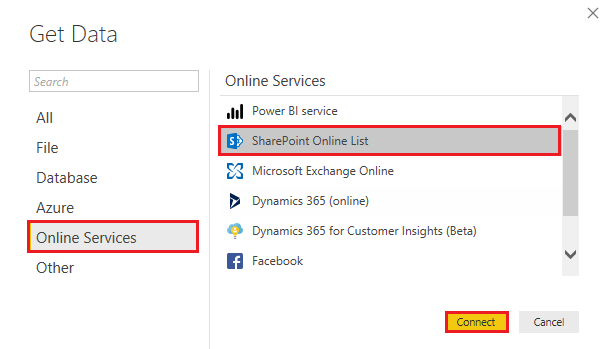 Get Data
Search
All
File
Database
Azure
Online Services
Other
Online Services
Power BI service
SharePoint Online List
Microsoft Exchange Online
Dynamics 365 (online)
Dynamics 365 for Customer Insights (Beta)
Facebook
Connect
Cancel